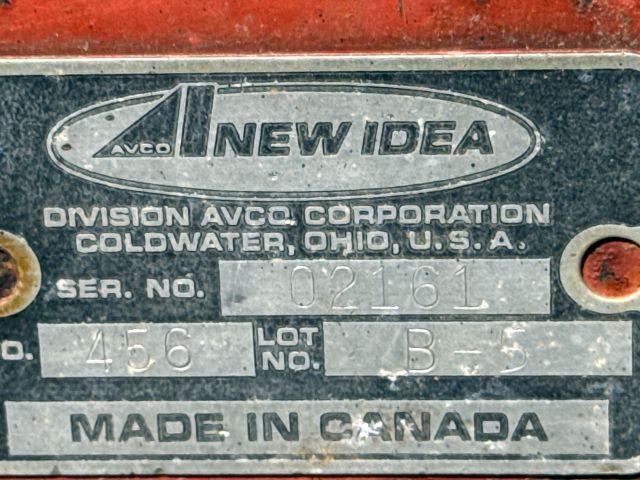 AVCO NEW IDEA
DIVISION AVCO CORPORATION
COLDWATER, OHIO, U.S.A.
SER. NO. 02161
O. 456 LOT NO. B-5
MADE IN CANADA